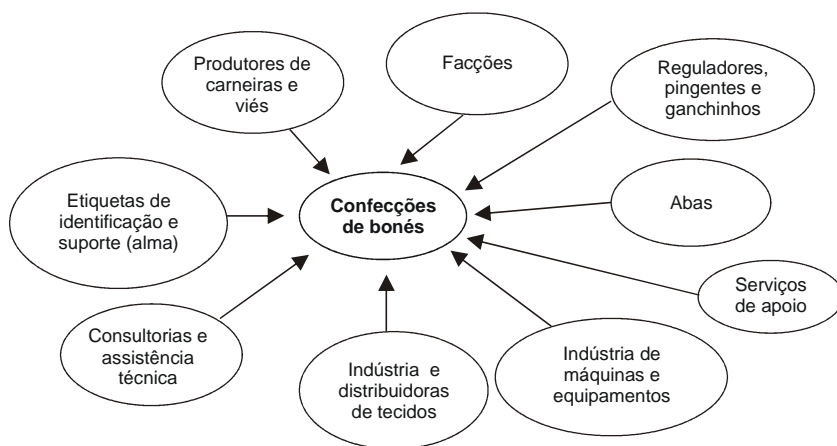 Produtores de
carneiras e
viés
Facções
Reguladores,
pingentes e
ganchinhos
Etiquetas de
identificação e
suporte (alma)
Confecções
de bonés
Abas
Serviços
de apoio
Consultorias e
assistência
técnica
Indústria e
distribuidoras
de tecidos
Indústria de
máquinas e
equipamentos